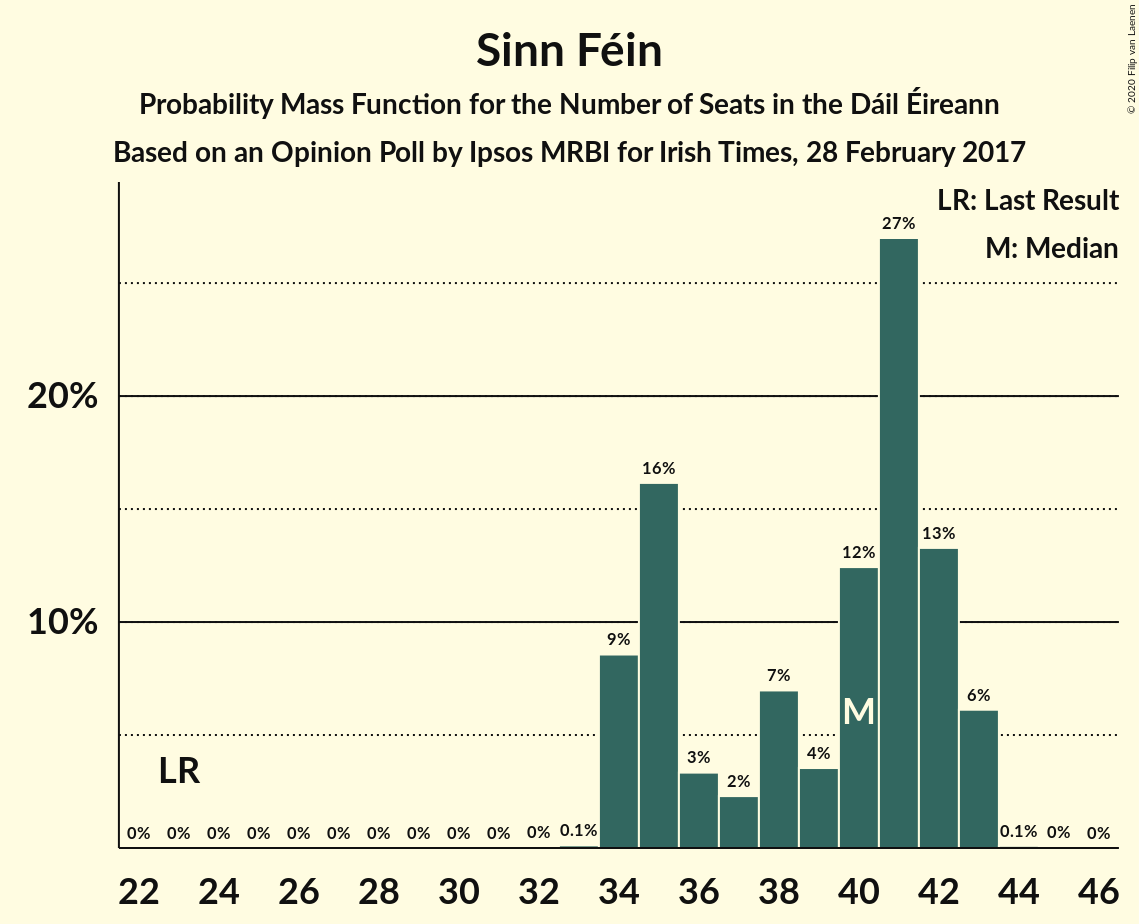 Sinn Féin
Probability Mass Function for the Number of Seats in the Dáil Éireann
Based on an Opinion Poll by Ipsos MRBI for Irish Times, 28 February 2017
© 2020 Filip van Laenen
LR: Last Result
M: Median
20%
10%
27%
16%
13%
12%
9%
7%
6%
4%
3%
2%
M
LR
0% 0% 0% 0% 0% 0% 0% 0% 0% 0% 0% 0.1% 0.1% 0% 0%
22 24 26 28 30 32 34 36 38 40 42 44 46